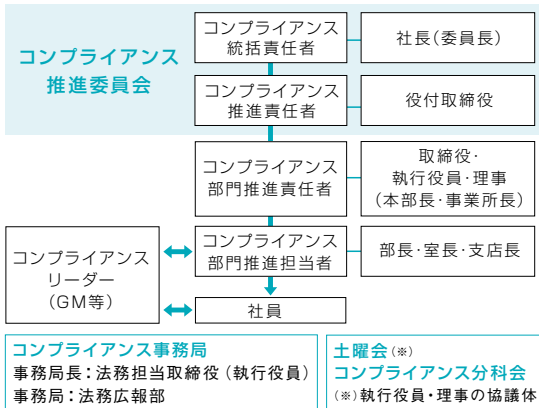 コンプライアンス
推進委員会
コンプライアンス
統括責任者
社長(委員長)
コンプライアンス
推進責任者
役付取締役
コンプライアンス
部門推進責任者
取締役・
執行役員・理事
(本部長・事業所長)
コンプライアンス
リーダー
(GM等)
コンプライアンス
部門推進担当者
部長・室長・支店長
社員
コンプライアンス事務局
事務局長:法務担当取締役(執行役員)
事務局:法務広報部
土曜会(※)
コンプライアンス分科会
(※)執行役員・理事の協議体